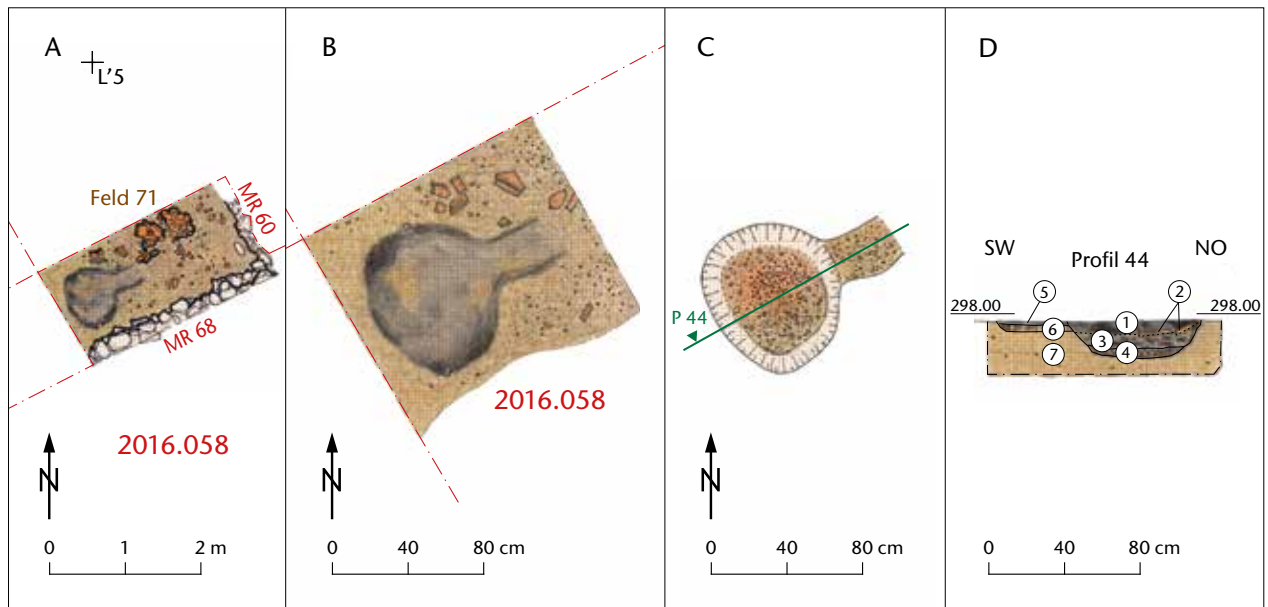 A
L'5
Feld 71
MR 60
MR 68
2016.058
N
0 1 2 m
B
2016.058
N
0 40 80 cm
C
P 44
N
0 40 80 cm
D
SW Profil 44 NO
298.00 298.00
5 1 2
6 3
7 4
0 40 80 cm